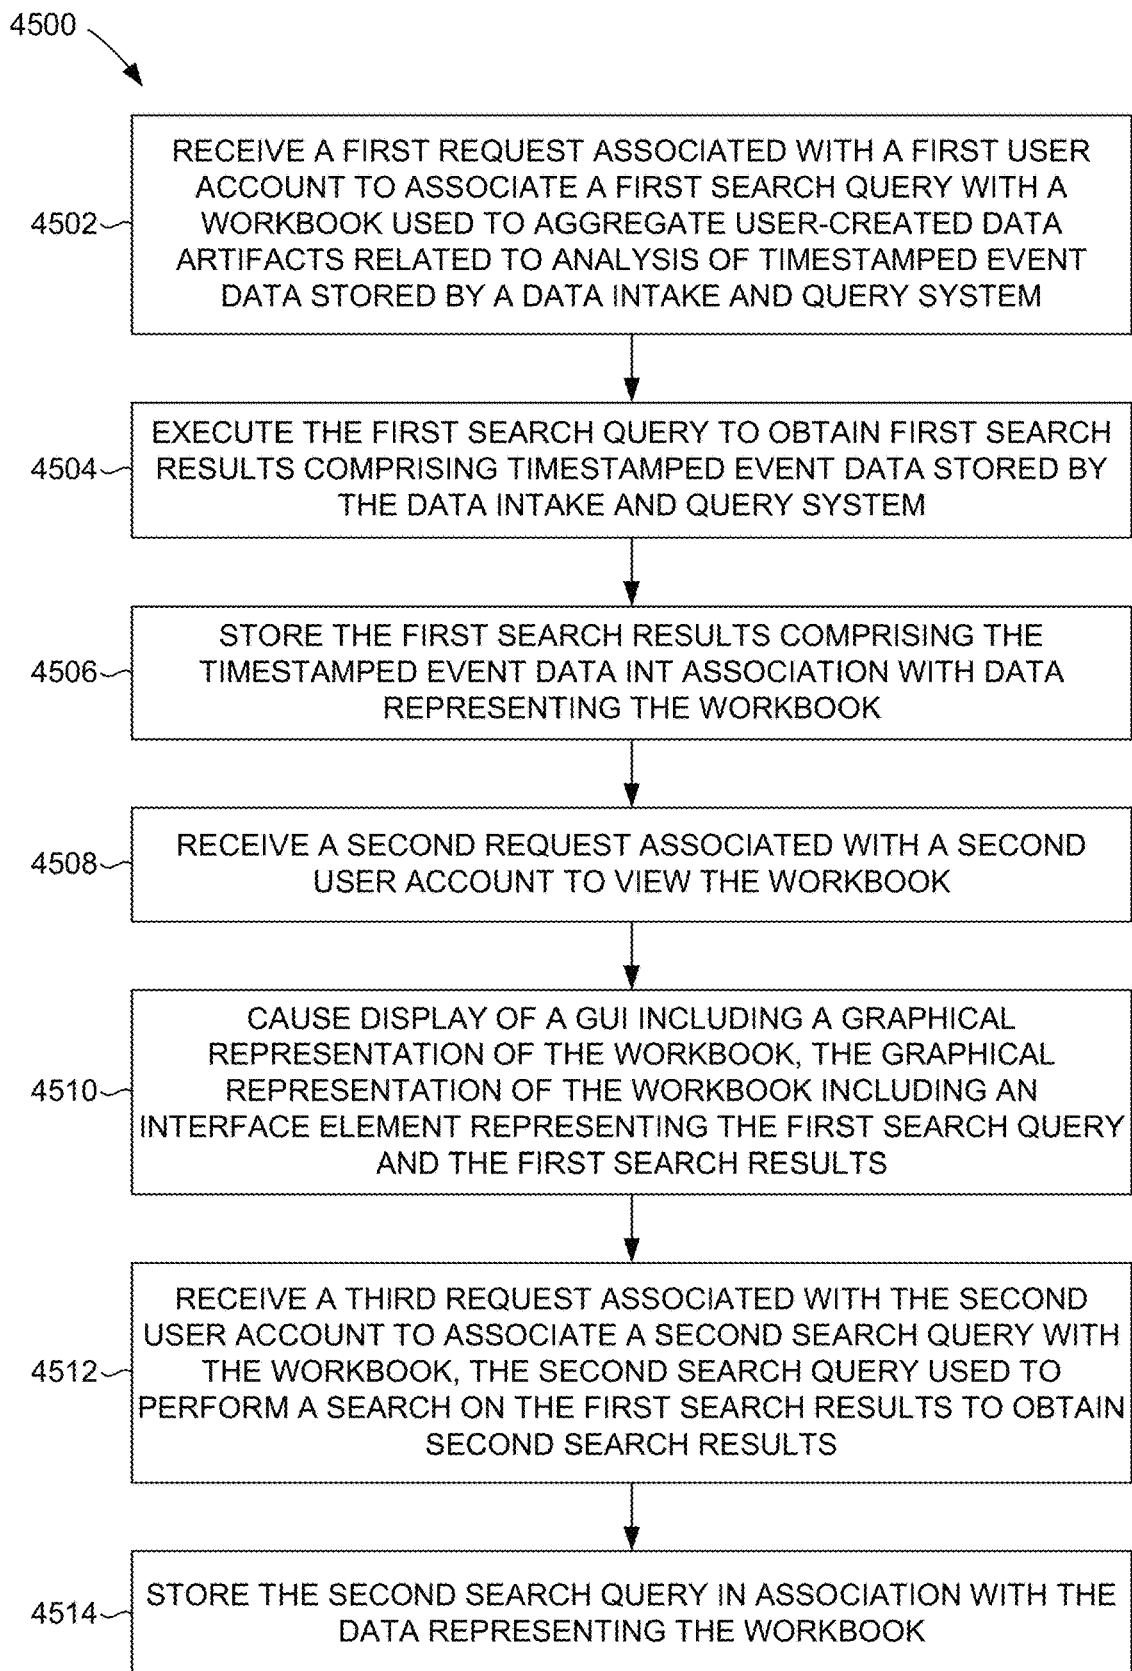 4500
RECEIVE A FIRST REQUEST ASSOCIATED WITH A FIRST USER
ACCOUNT TO ASSOCIATE A FIRST SEARCH QUERY WITH A
4502 WORKBOOK USED TO AGGREGATE USER-CREATED DATA
ARTIFACTS RELATED TO ANALYSIS OF TIMESTAMPED EVENT
DATA STORED BY A DATA INTAKE AND QUERY SYSTEM
EXECUTE THE FIRST SEARCH QUERY TO OBTAIN FIRST SEARCH
4504 RESULTS COMPRISING TIMESTAMPED EVENT DATA STORED BY
THE DATA INTAKE AND QUERY SYSTEM
STORE THE FIRST SEARCH RESULTS COMPRISING THE
4506 TIMESTAMPED EVENT DATA INT ASSOCIATION WITH DATA
REPRESENTING THE WORKBOOK
4508 RECEIVE A SECOND REQUEST ASSOCIATED WITH A SECOND
USER ACCOUNT TO VIEW THE WORKBOOK
CAUSE DISPLAY OF A GUI INCLUDING A GRAPHICAL
REPRESENTATION OF THE WORKBOOK, THE GRAPHICAL
4510 REPRESENTATION OF THE WORKBOOK INCLUDING AN
INTERFACE ELEMENT REPRESENTING THE FIRST SEARCH QUERY
AND THE FIRST SEARCH RESULTS
RECEIVE A THIRD REQUEST ASSOCIATED WITH THE SECOND
USER ACCOUNT TO ASSOCIATE A SECOND SEARCH QUERY WITH
4512 THE WORKBOOK, THE SECOND SEARCH QUERY USED TO
PERFORM A SEARCH ON THE FIRST SEARCH RESULTS TO OBTAIN
SECOND SEARCH RESULTS
4514 STORE THE SECOND SEARCH QUERY IN ASSOCIATION WITH THE
DATA REPRESENTING THE WORKBOOK